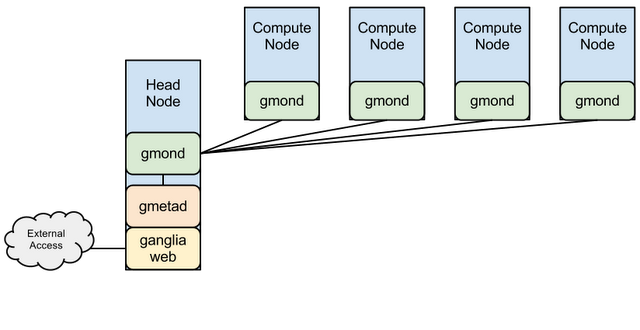 Compute
Node
gmond
Compute
Node
gmond
Compute
Node
gmond
Compute
Node
gmond
Head
Node
gmond
gmetad
ganglia
web
External
Access